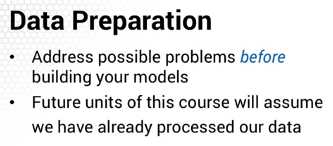 Data Preparation
• Address possible problems before
building your models
• Future units of this course will assume
we have already processed our data